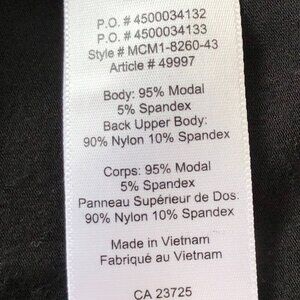 P.O. # 4500034132
P.O. # 4500034133
Style # MCM1-8260-43
Article # 49997
Body: 95% Modal
5% Spandex
Back Upper Body:
90% Nylon 10% Spandex
Corps: 95% Modal
5% Spandex
Panneau Supérieur de Dos.
90% Nylon 10% Spandex
Made in Vietnam
Fabriqué au Vietnam
CA 23725